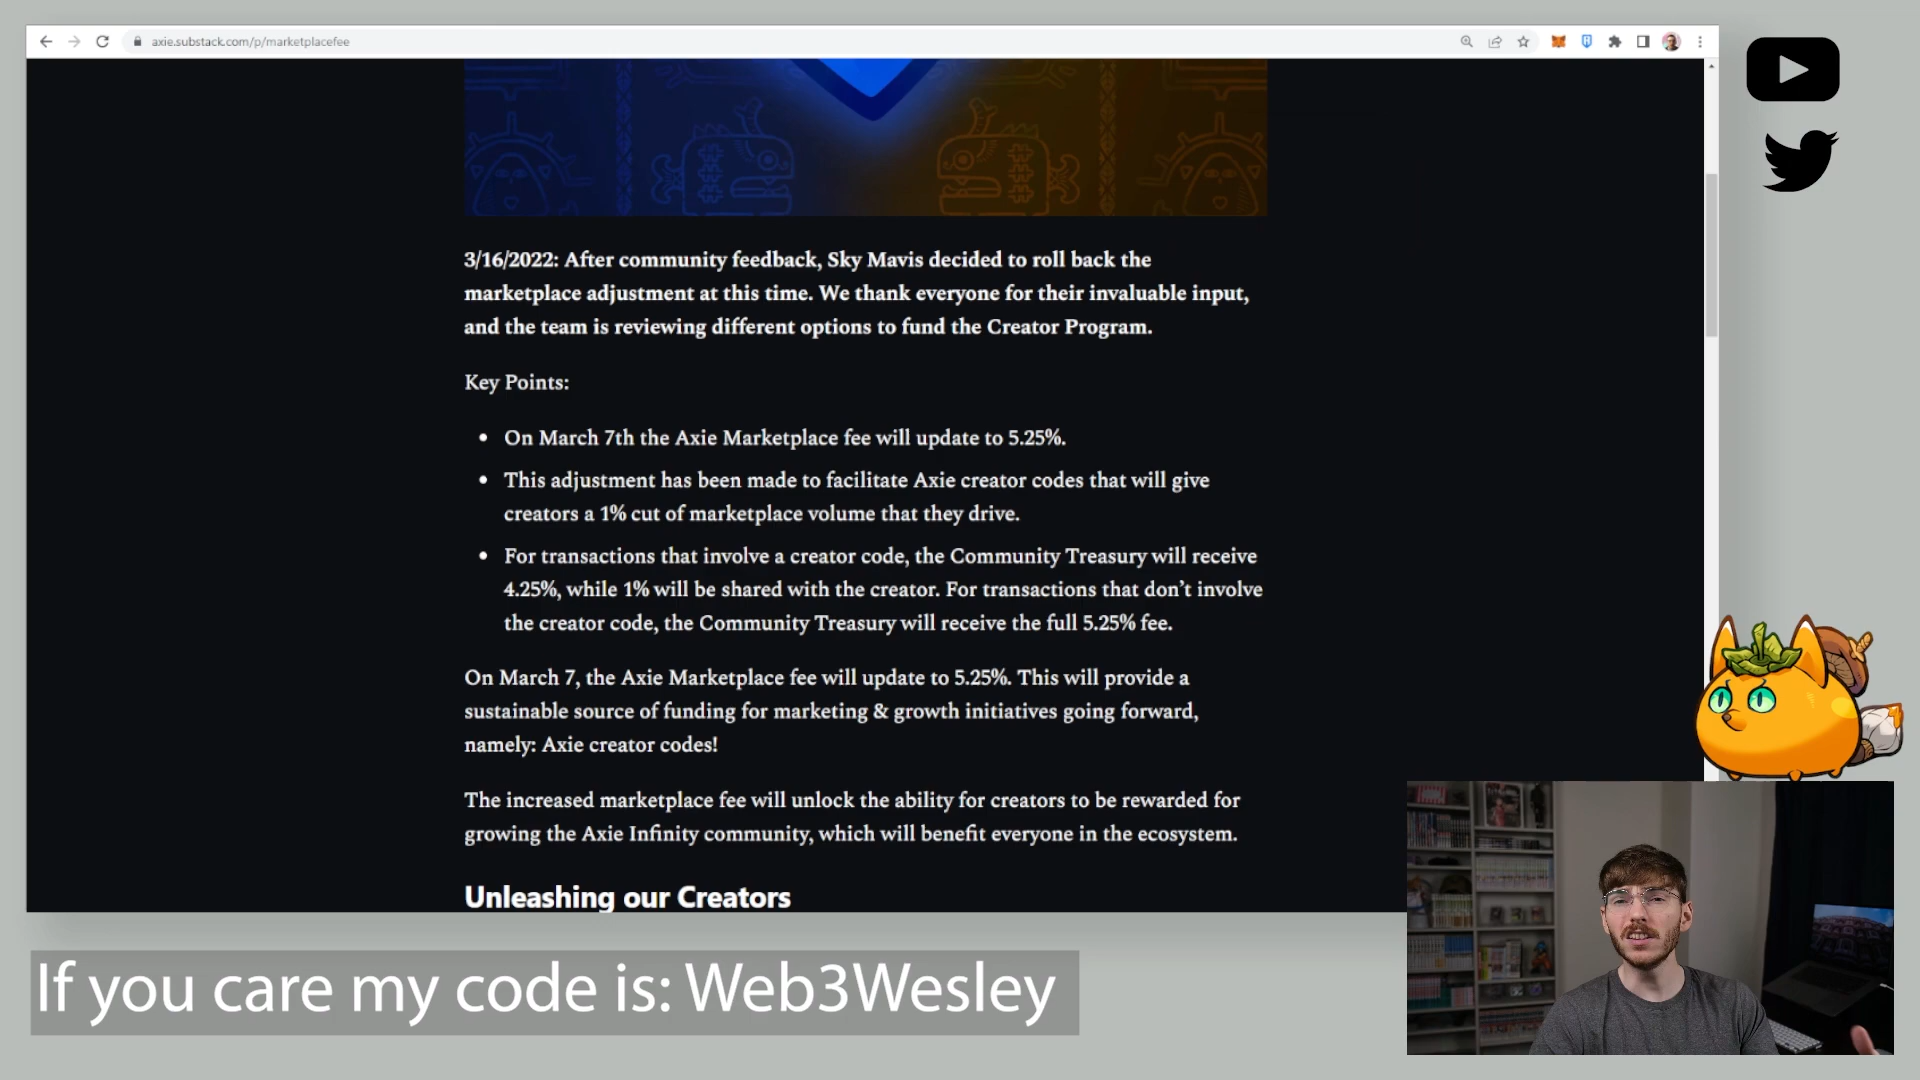 axie.substack.com/p/marketplacefee
3/16/2022: After community feedback, Sky Mavis decided to roll back the
marketplace adjustment at this time. We thank everyone for their invaluable input,
and the team is reviewing different options to fund the Creator Program.
Key Points:
• On March 7th the Axie Marketplace fee will update to 5.25%.
• This adjustment has been made to facilitate Axie creator codes that will give
creators a 1% cut of marketplace volume that they drive.
• For transactions that involve a creator code, the Community Treasury will receive
4.25%, while 1% will be shared with the creator. For transactions that don’t involve
the creator code, the Community Treasury will receive the full 5.25% fee.
On March 7, the Axie Marketplace fee will update to 5.25%. This will provide a
sustainable source of funding for marketing & growth initiatives going forward,
namely: Axie creator codes!
The increased marketplace fee will unlock the ability for creators to be rewarded for
growing the Axie Infinity community, which will benefit everyone in the ecosystem.
Unleashing our Creators
If you care my code is: Web3Wesley